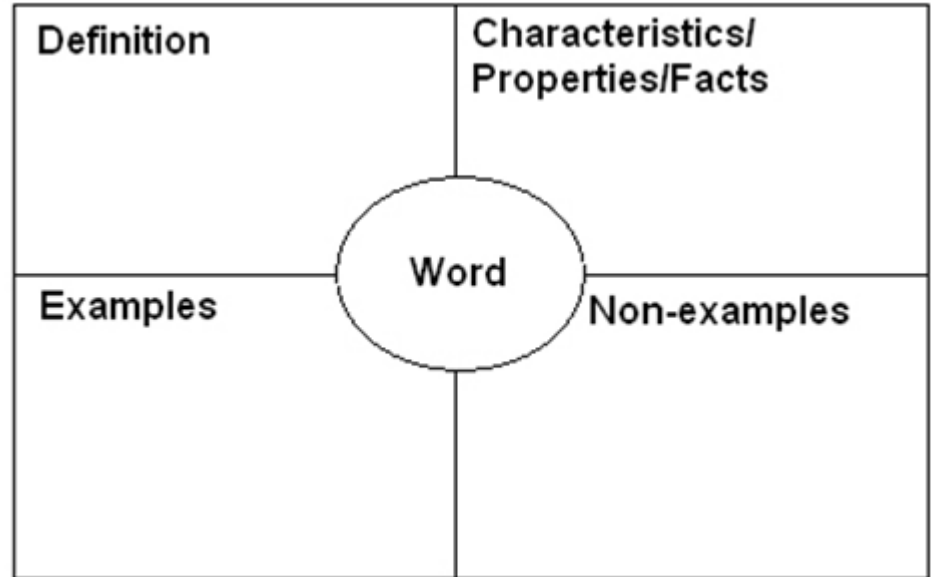 Definition
Characteristics/
Properties/Facts
Word
Examples
Non-examples